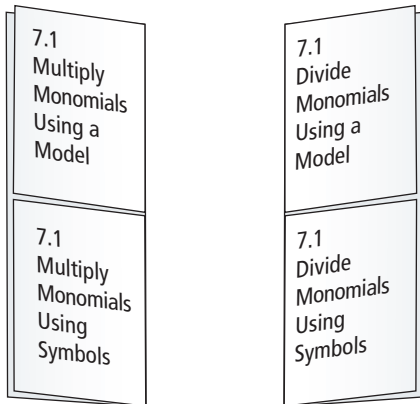 7.1
Multiply
Monomials
Using a
Model
7.1
Multiply
Monomials
Using
Symbols
7.1
Divide
Monomials
Using a
Model
7.1
Divide
Monomials
Using
Symbols